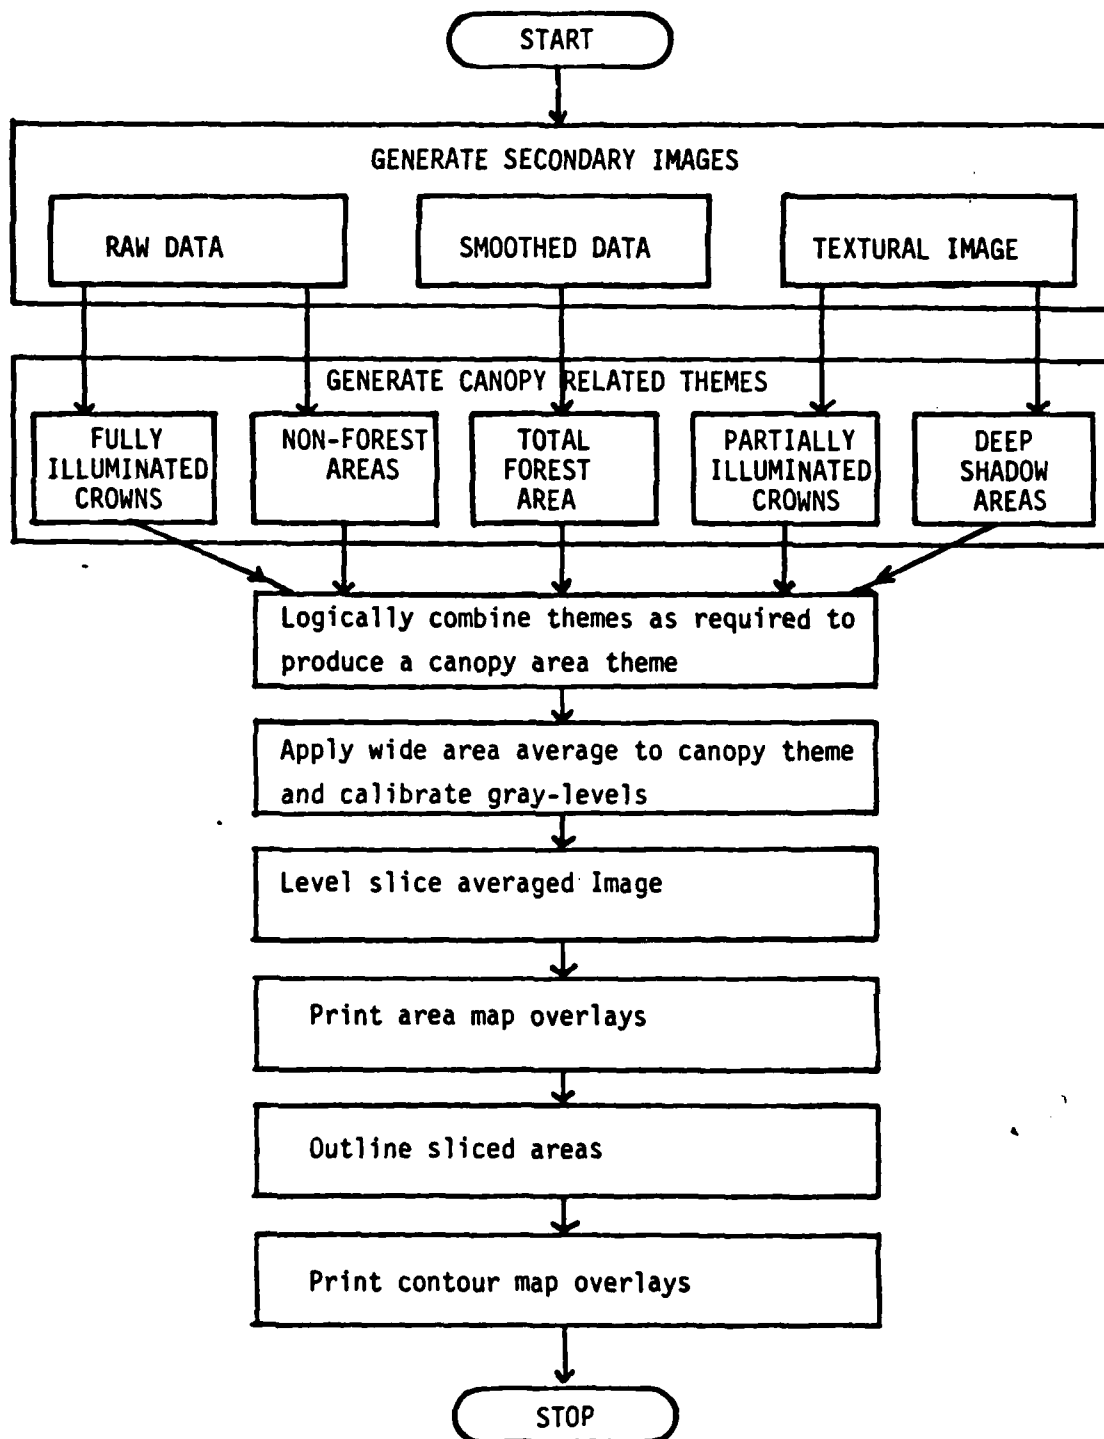 START
GENERATE SECONDARY IMAGES
RAW DATA
SMOOTHED DATA
TEXTURAL IMAGE
GENERATE CANOPY RELATED THEMES
FULLY
ILLUMINATED
CROWNS
NON-FOREST
AREAS
TOTAL
FOREST
AREA
PARTIALLY
ILLUMINATED
CROWNS
DEEP
SHADOW
AREAS
Logically combine themes as required to
produce a canopy area theme
Apply wide area average to canopy theme
and calibrate gray-levels
Level slice averaged Image
Print area map overlays
Outline sliced areas
Print contour map overlays
STOP